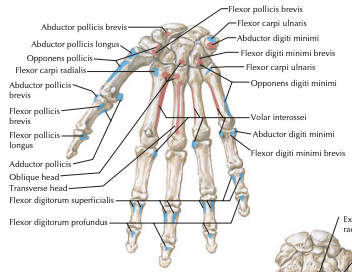 Abductor pollicis brevis
Abductor pollicis longus
Opponens pollicis
Flexor carpi radialis
Abductor pollicis
brevis
Flexor pollicis
brevis
Flexor pollicis
longus
Adductor pollicis
Oblique head
Transverse head
Flexor digitorum superficialis
Flexor digitorum profundus
Flexor pollicis brevis
Flexor carpi ulnaris
Abductor digiti minimi
Flexor digiti minimi brevis
Flexor carpi ulnaris
Opponens digiti minimi
Volar interossei
Abductor digiti minimi
Flexor digiti minimi brevis
Ex
rac